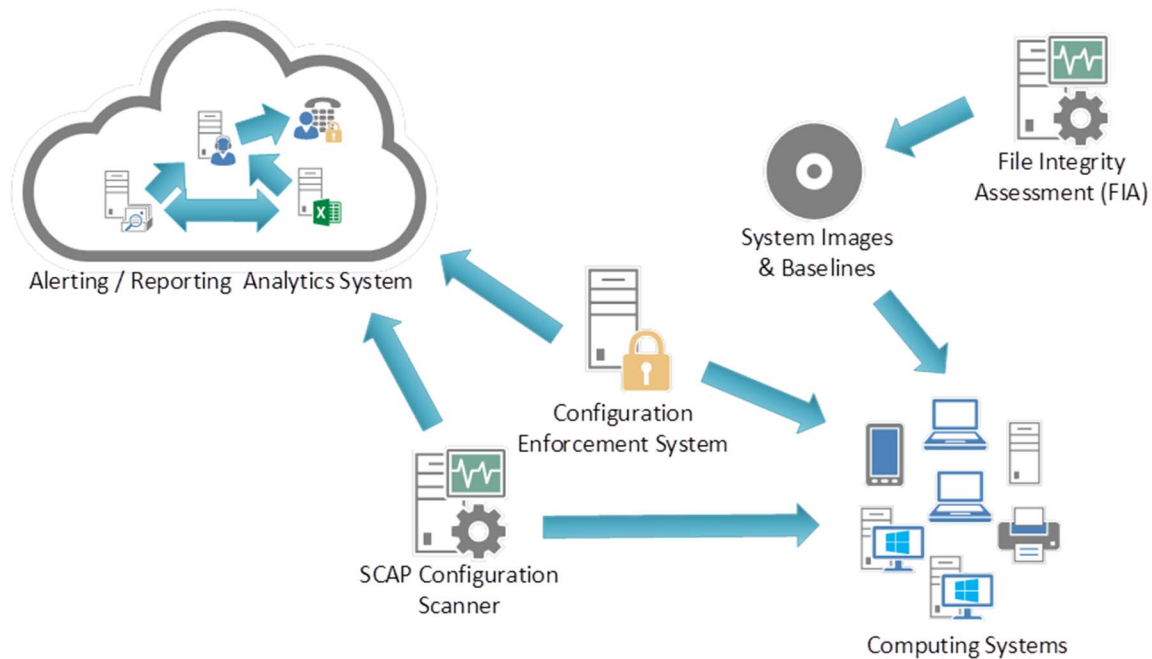 File Integrity
Assessment (FIA)
System Images
& Baselines
Alerting / Reporting  Analytics System
Configuration
Enforcement System
SCAP Configuration
Scanner
Computing Systems